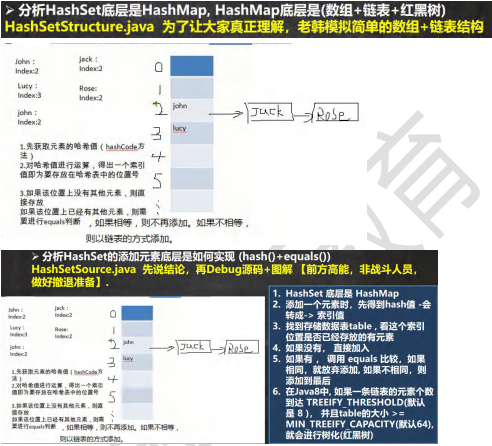 ➢ 分析HashSet底层是HashMap, HashMap底层是(数组+链表+红黑树)
HashSetStructure.java 为了让大家真正理解，老韩模拟简单的数组+链表结构
John：
Index:2
jack：
Index:2
Lucy：
Index:3
Rose:
Index:2
john：
index:2
0
1
2 john
Jack
Rose
3 lucy
4
5
1.先获取元素的哈希值（hashCode方
法）
2.对哈希值进行运算，得出一个索引
值即为要存放在哈希表中的位置号
3.如果该位置上没有其他元素，则直
接存放
如果该位置上已经有其他元素，则需
要进行equals判断 ，如果相等，则不再添加。如果不相等，
则以链表的方式添加。
育
➢ 分析HashSet的添加元素底层是如何实现 (hash()+equals())
HashSetSource.java 先说结论，再Debug源码+图解 【前方高能，非战斗人员，
做好撤退准备】.
John：
Index:2
jack：
Index:2
Lucy：
Index:3
Rose:
Index:2
john：
index:2
0
1
2 john
Jack
Rose
3 lucy
4
5
1.先获取元素的哈希值（hashCode方
法）
2.对哈希值进行运算，得出一个索引
值即为要存放在哈希表中的位置号
3.如果该位置上没有其他元素，则直
接存放
如果该位置上已经有其他元素，则需
要进行equals判断，如果相等，则不再添加。如果不相等，
则以链表的方式添加。
1. HashSet 底层是 HashMap
2. 添加一个元素时，先得到hash值 -会
转成-> 索引值
3. 找到存储数据表table , 看这个索引
位置是否已经存放的有元素
4. 如果没有， 直接加入
5. 如果有 ， 调用 equals 比较，如果
相同，就放弃添加, 如果不相同，则
添加到最后
6. 在Java8中, 如果一条链表的元素个数
到达 TREEIFY_THRESHOLD(默认
是 8 )， 并且table的大小 >=
MIN_TREEIFY_CAPACITY(默认64),
就会进行树化(红黑树)